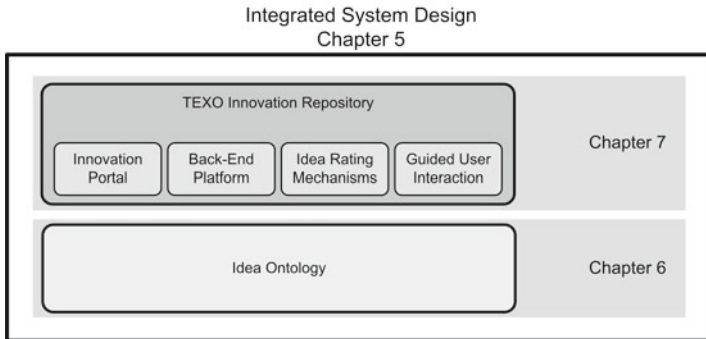 Integrated System Design
Chapter 5
TEXO Innovation Repository
Chapter 7
Innovation
Portal
Back-End
Platform
Idea Rating
Mechanisms
Guided User
Interaction
Idea Ontology
Chapter 6